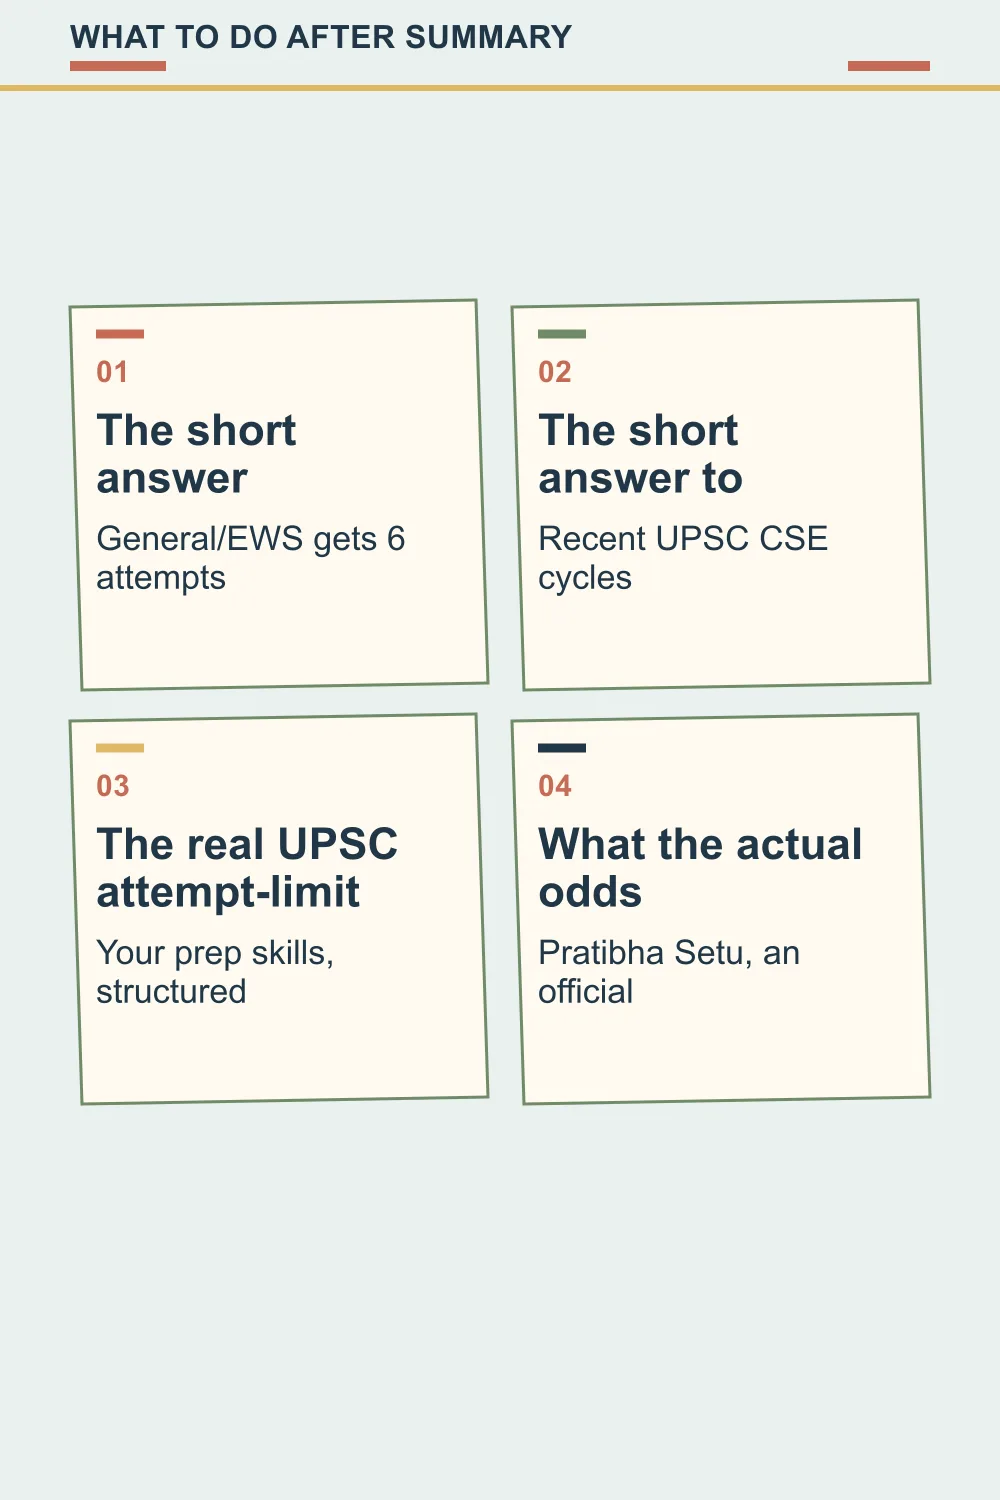 WHAT TO DO AFTER SUMMARY
01
The short
answer
General/EWS gets 6
attempts
02
The short
answer to
Recent UPSC CSE
cycles
03
The real UPSC
attempt-limit
Your prep skills,
structured
04
What the actual
odds
Pratibha Setu, an
official